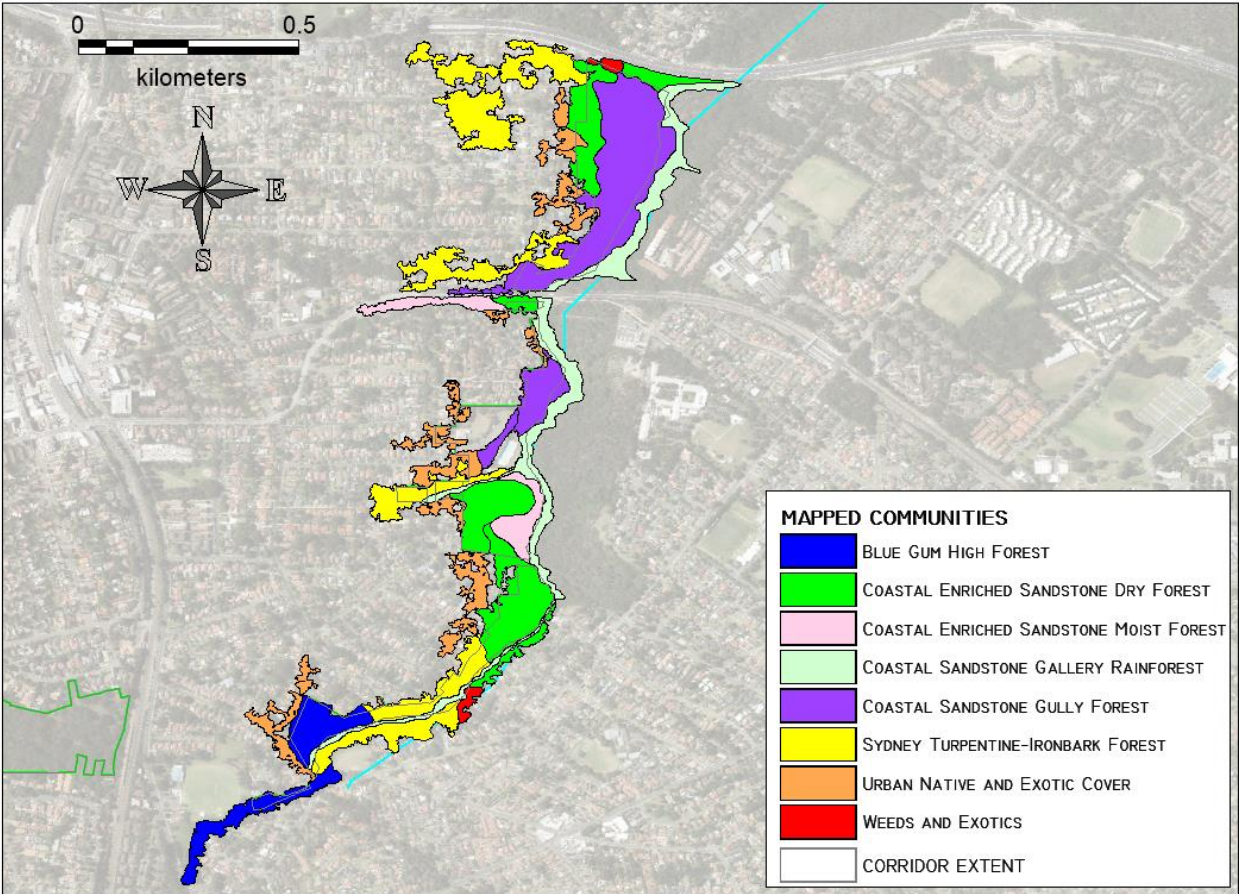 0 0.5
kilometers
N
W E
S
MAPPED COMMUNITIES
BLUE GUM HIGH FOREST
COASTAL ENRICHED SANDSTONE DRY FOREST
COASTAL ENRICHED SANDSTONE MOIST FOREST
COASTAL SANDSTONE GALLERY RAINFOREST
COASTAL SANDSTONE GULLY FOREST
SYDNEY TURPENTINE-IRONBARK FOREST
URBAN NATIVE AND EXOTIC COVER
WEEDS AND EXOTICS
CORRIDOR EXTENT